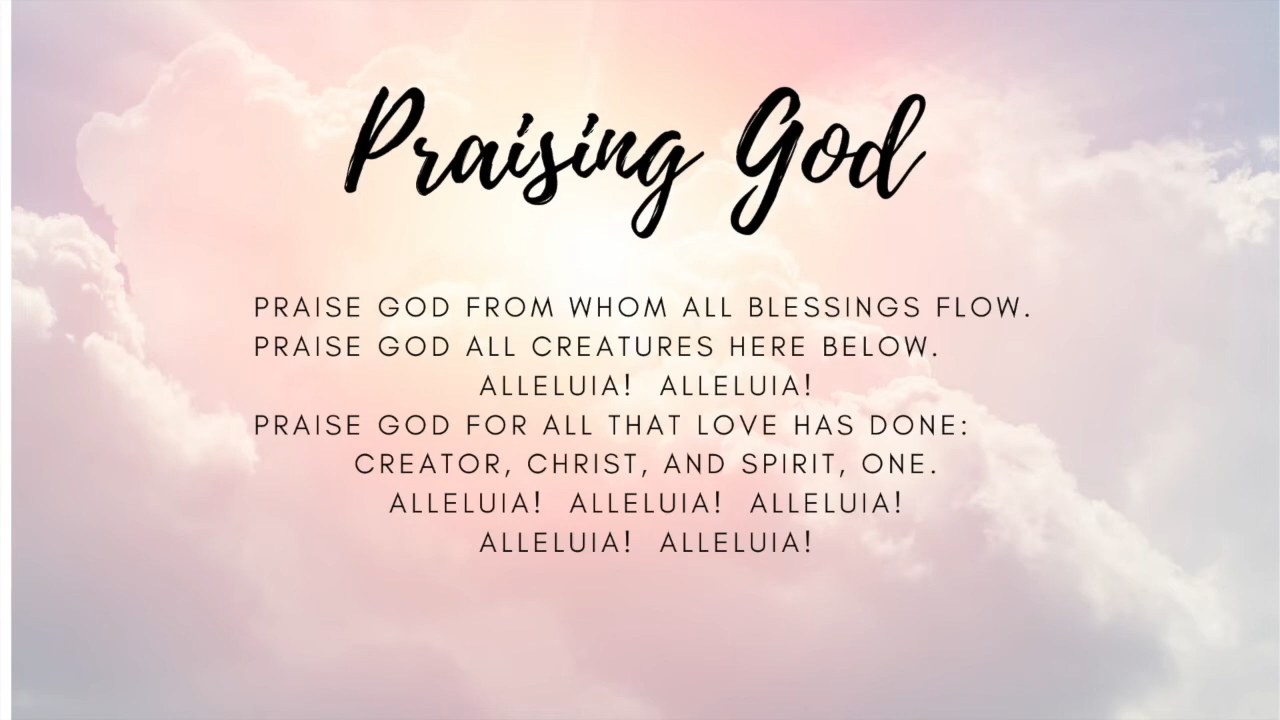 Praising God
PRAISE GOD FROM WHOM ALL BLESSINGS FLOW.
PRAISE GOD ALL CREATURES HERE BELOW.
ALLELUIA!  ALLELUIA!
PRAISE GOD FOR ALL THAT LOVE HAS DONE:
CREATOR, CHRIST, AND SPIRIT, ONE.
ALLELUIA!  ALLELUIA!  ALLELUIA!
ALLELUIA!  ALLELUIA!